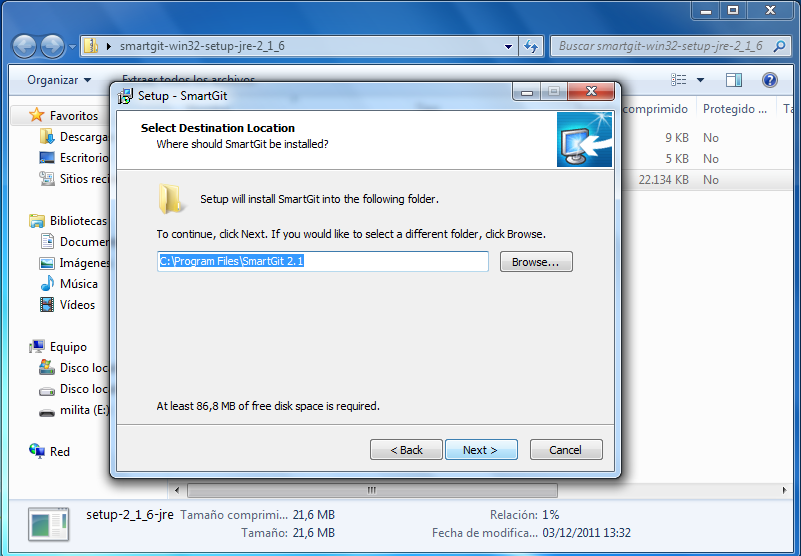 smartgit-win32-setup-jre-2_1_6
Buscar smartgit-win32-setup-jre-2_1_6
Organizar
Extraer todos los archivos
Setup - SmartGit
Select Destination Location
Where should SmartGit be installed?
Setup will install SmartGit into the following folder.
To continue, click Next. If you would like to select a different folder, click Browse.
C:\Program Files\SmartGit 2.1
Browse...
At least 86,8 MB of free disk space is required.
< Back
Next >
Cancel
Favoritos
Descarga
Escritorio
Sitios reci
Bibliotecas
Documen
Imágenes
Música
Vídeos
Equipo
Disco loc
Disco loc
milita (E:)
Red
comprimido
Protegido ...
Ta
9 KB
No
5 KB
No
22.134 KB
No
setup-2_1_6-jre
Tamaño comprimi... 21,6 MB
Relación: 1%
Tamaño: 21,6 MB
Fecha de modifica... 03/12/2011 13:32